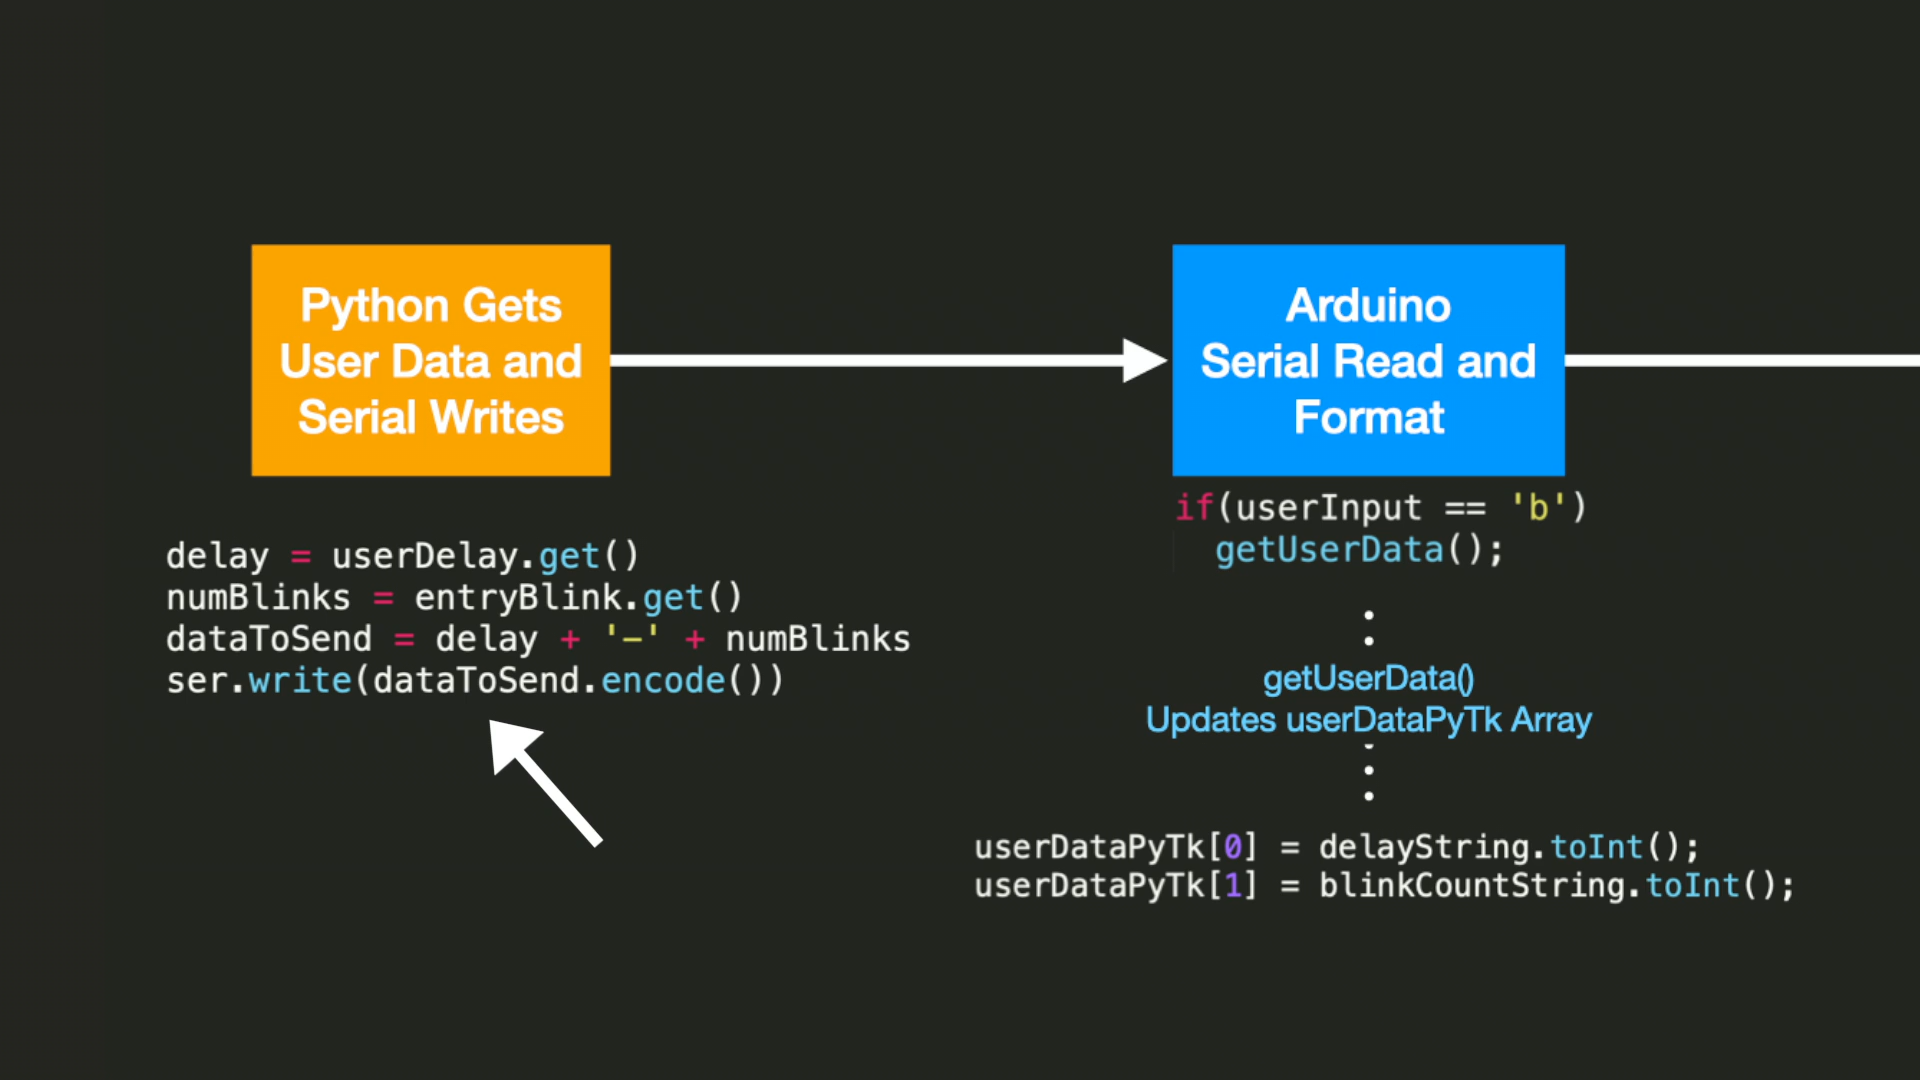 Python Gets
User Data and
Serial Writes
delay = userDelay.get()
numBlinks = entryBlink.get()
dataToSend = delay + '-' + numBlinks
ser.write(dataToSend.encode())
Arduino
Serial Read and
Format
if(userInput == 'b')
getUserData();
getUserData()
Updates userDataPyTk Array
userDataPyTk[0] = delayString.toInt();
userDataPyTk[1] = blinkCountString.toInt();